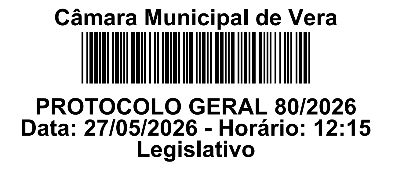 Câmara Municipal de Vera
PROTOCOLO GERAL 80/2026
Data: 27/05/2026 - Horário: 12:15
Legislativo